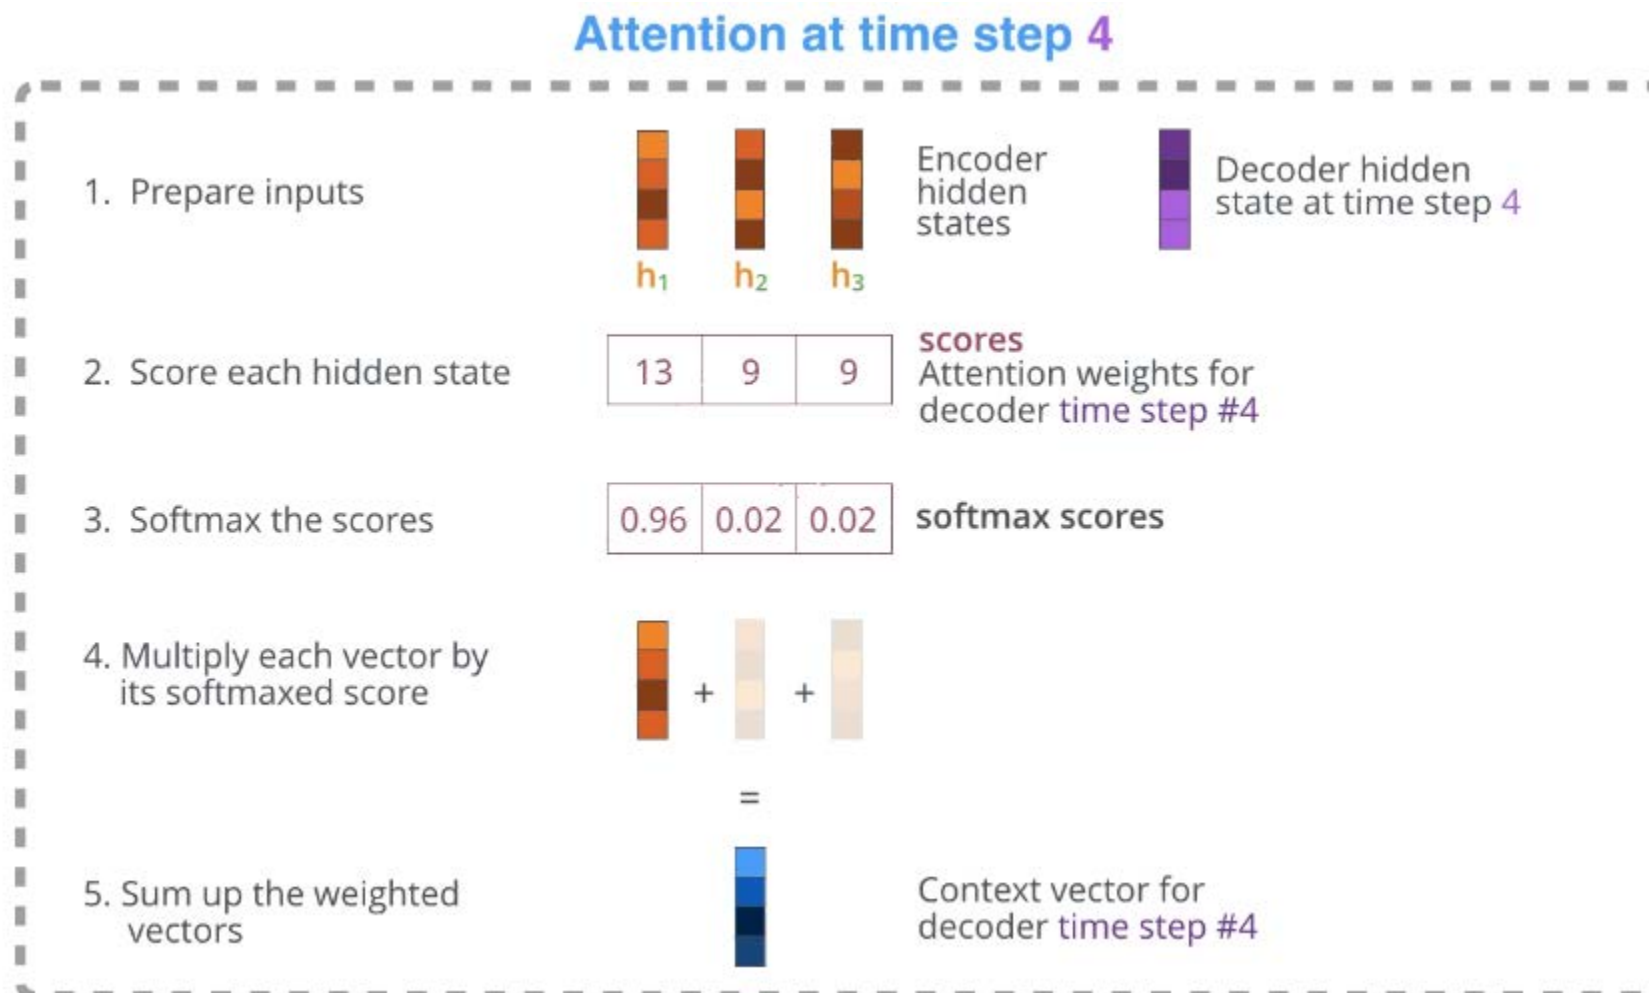 Attention at time step 4
1. Prepare inputs
Encoder
hidden
states
Decoder hidden
state at time step 4
h₁ h₂ h₃
2. Score each hidden state
13 9 9
scores
Attention weights for
decoder time step #4
3. Softmax the scores
0.96 0.02 0.02
softmax scores
4. Multiply each vector by
its softmaxed score
+ +
=
5. Sum up the weighted
vectors
Context vector for
decoder time step #4